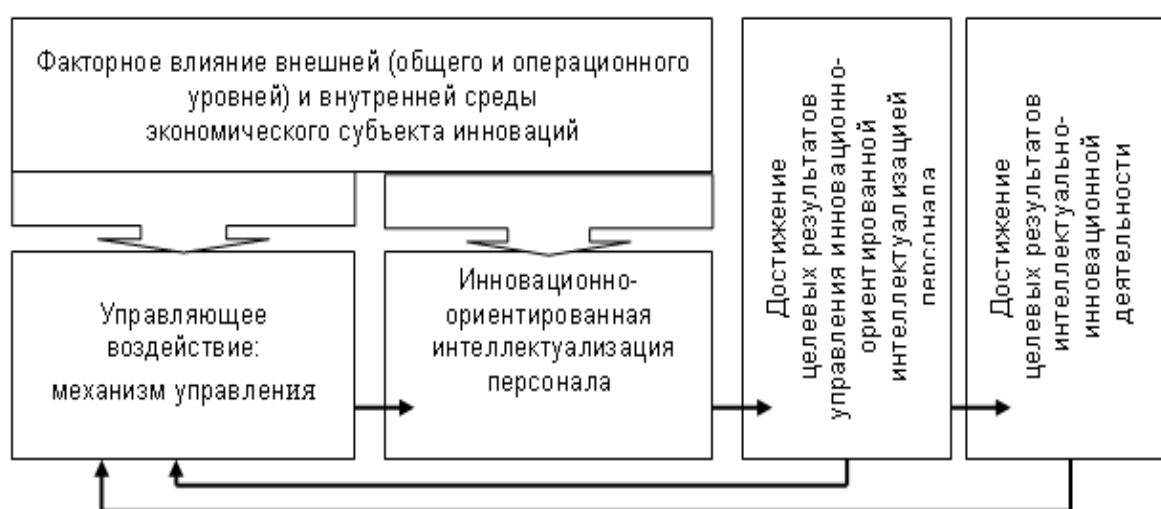 Факторное влияние внешней (общего и операционного
уровней) и внутренней среды
экономического субъекта инноваций
Управляющее
воздействие:
механизм управления
Инновационно-
ориентированная
интеллектуализация
персонала
Достижение
целевых результатов
управления инновационно-
ориентированной
интеллектуализацией
персонала
Достижение
целевых результатов
интеллектуально-
инновационной
деятельности